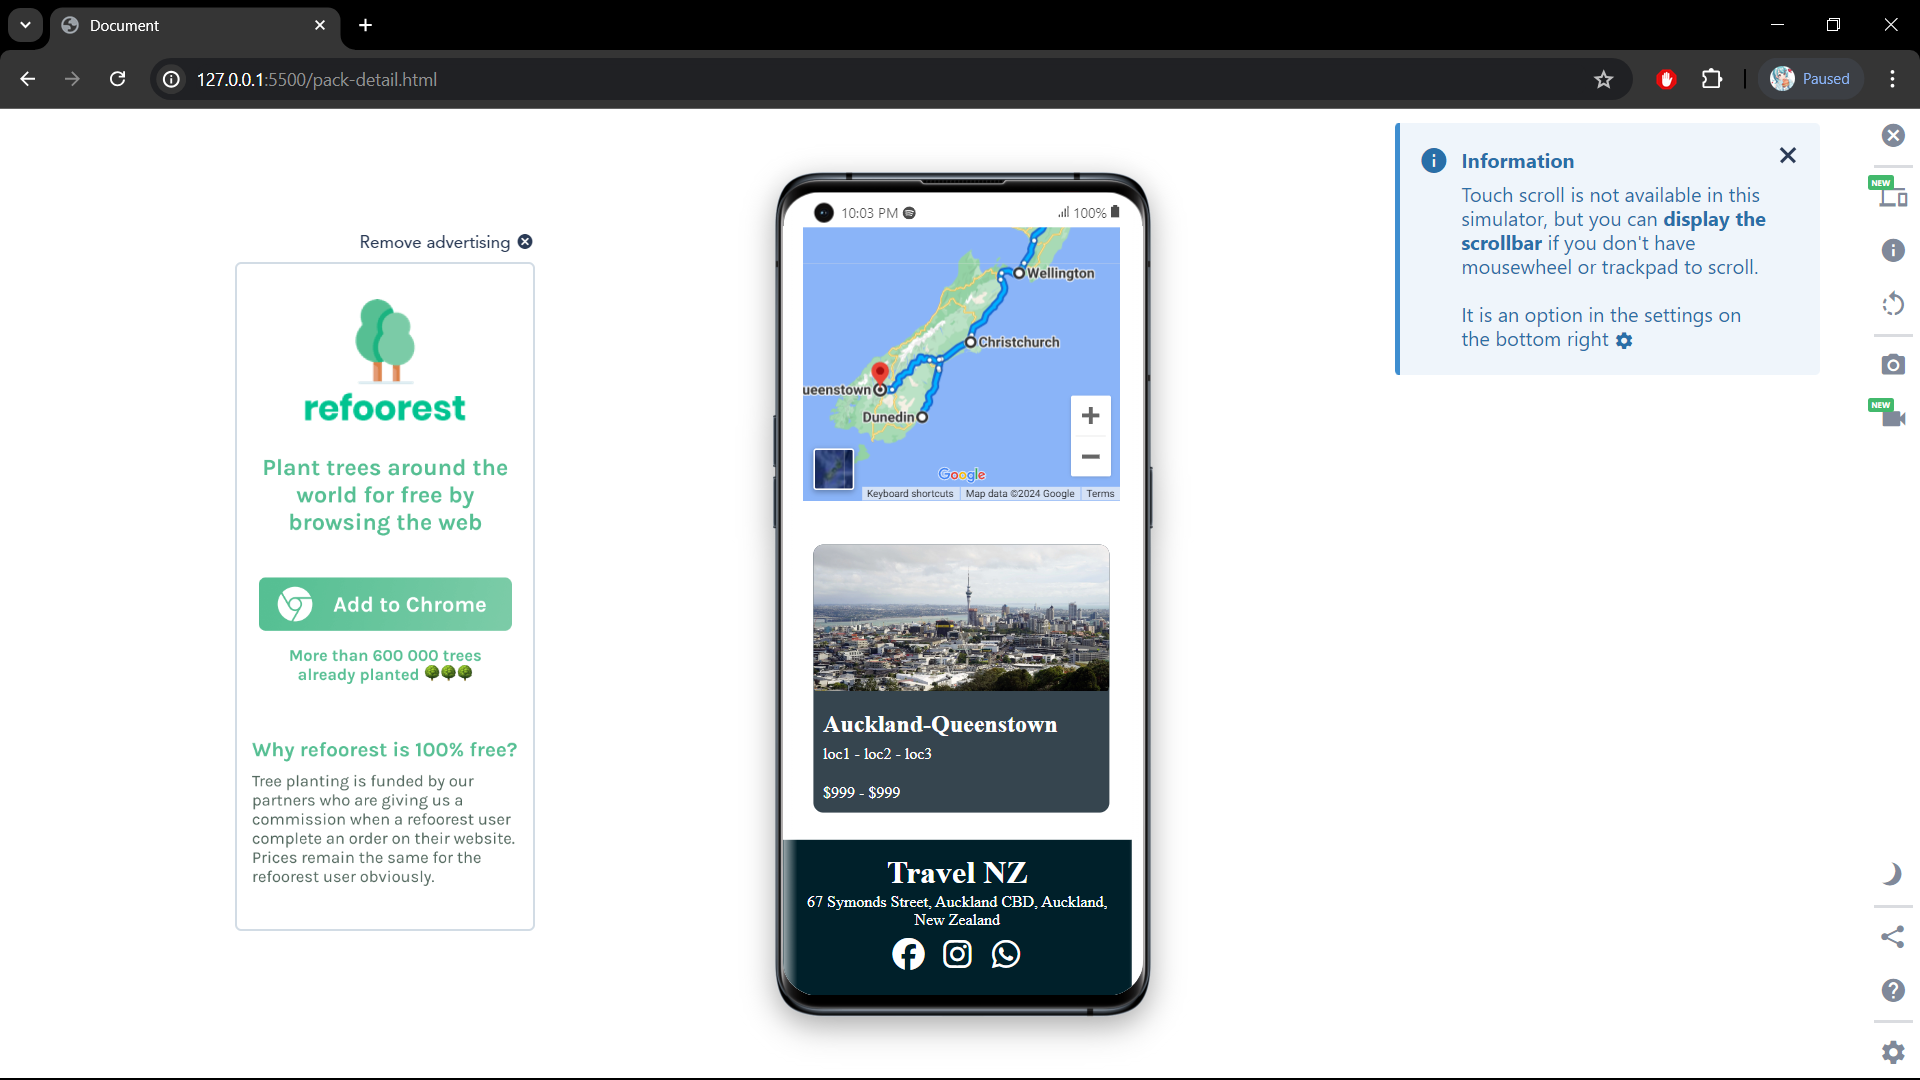 Document
127.0.0.1:5500/pack-detail.html
Paused
Remove advertising
refoorest
Plant trees around the
world for free by
browsing the web
Add to Chrome
More than 600 000 trees
already planted 🌳🌳🌳
Why refoorest is 100% free?
Tree planting is funded by our
partners who are giving us a
commission when a refoorest user
complete an order on their website.
Prices remain the same for the
refoorest user obviously.
10:03 PM
100%
Wellington
Christchurch
ueenstown
Dunedin
Google
Keyboard shortcuts
Map data ©2024 Google
Terms
Auckland-Queenstown
loc1 - loc2 - loc3
$999 - $999
Travel NZ
67 Symonds Street, Auckland CBD, Auckland,
New Zealand
Information
Touch scroll is not available in this
simulator, but you can display the
scrollbar if you don't have
mousewheel or trackpad to scroll.
It is an option in the settings on
the bottom right
NEW
NEW